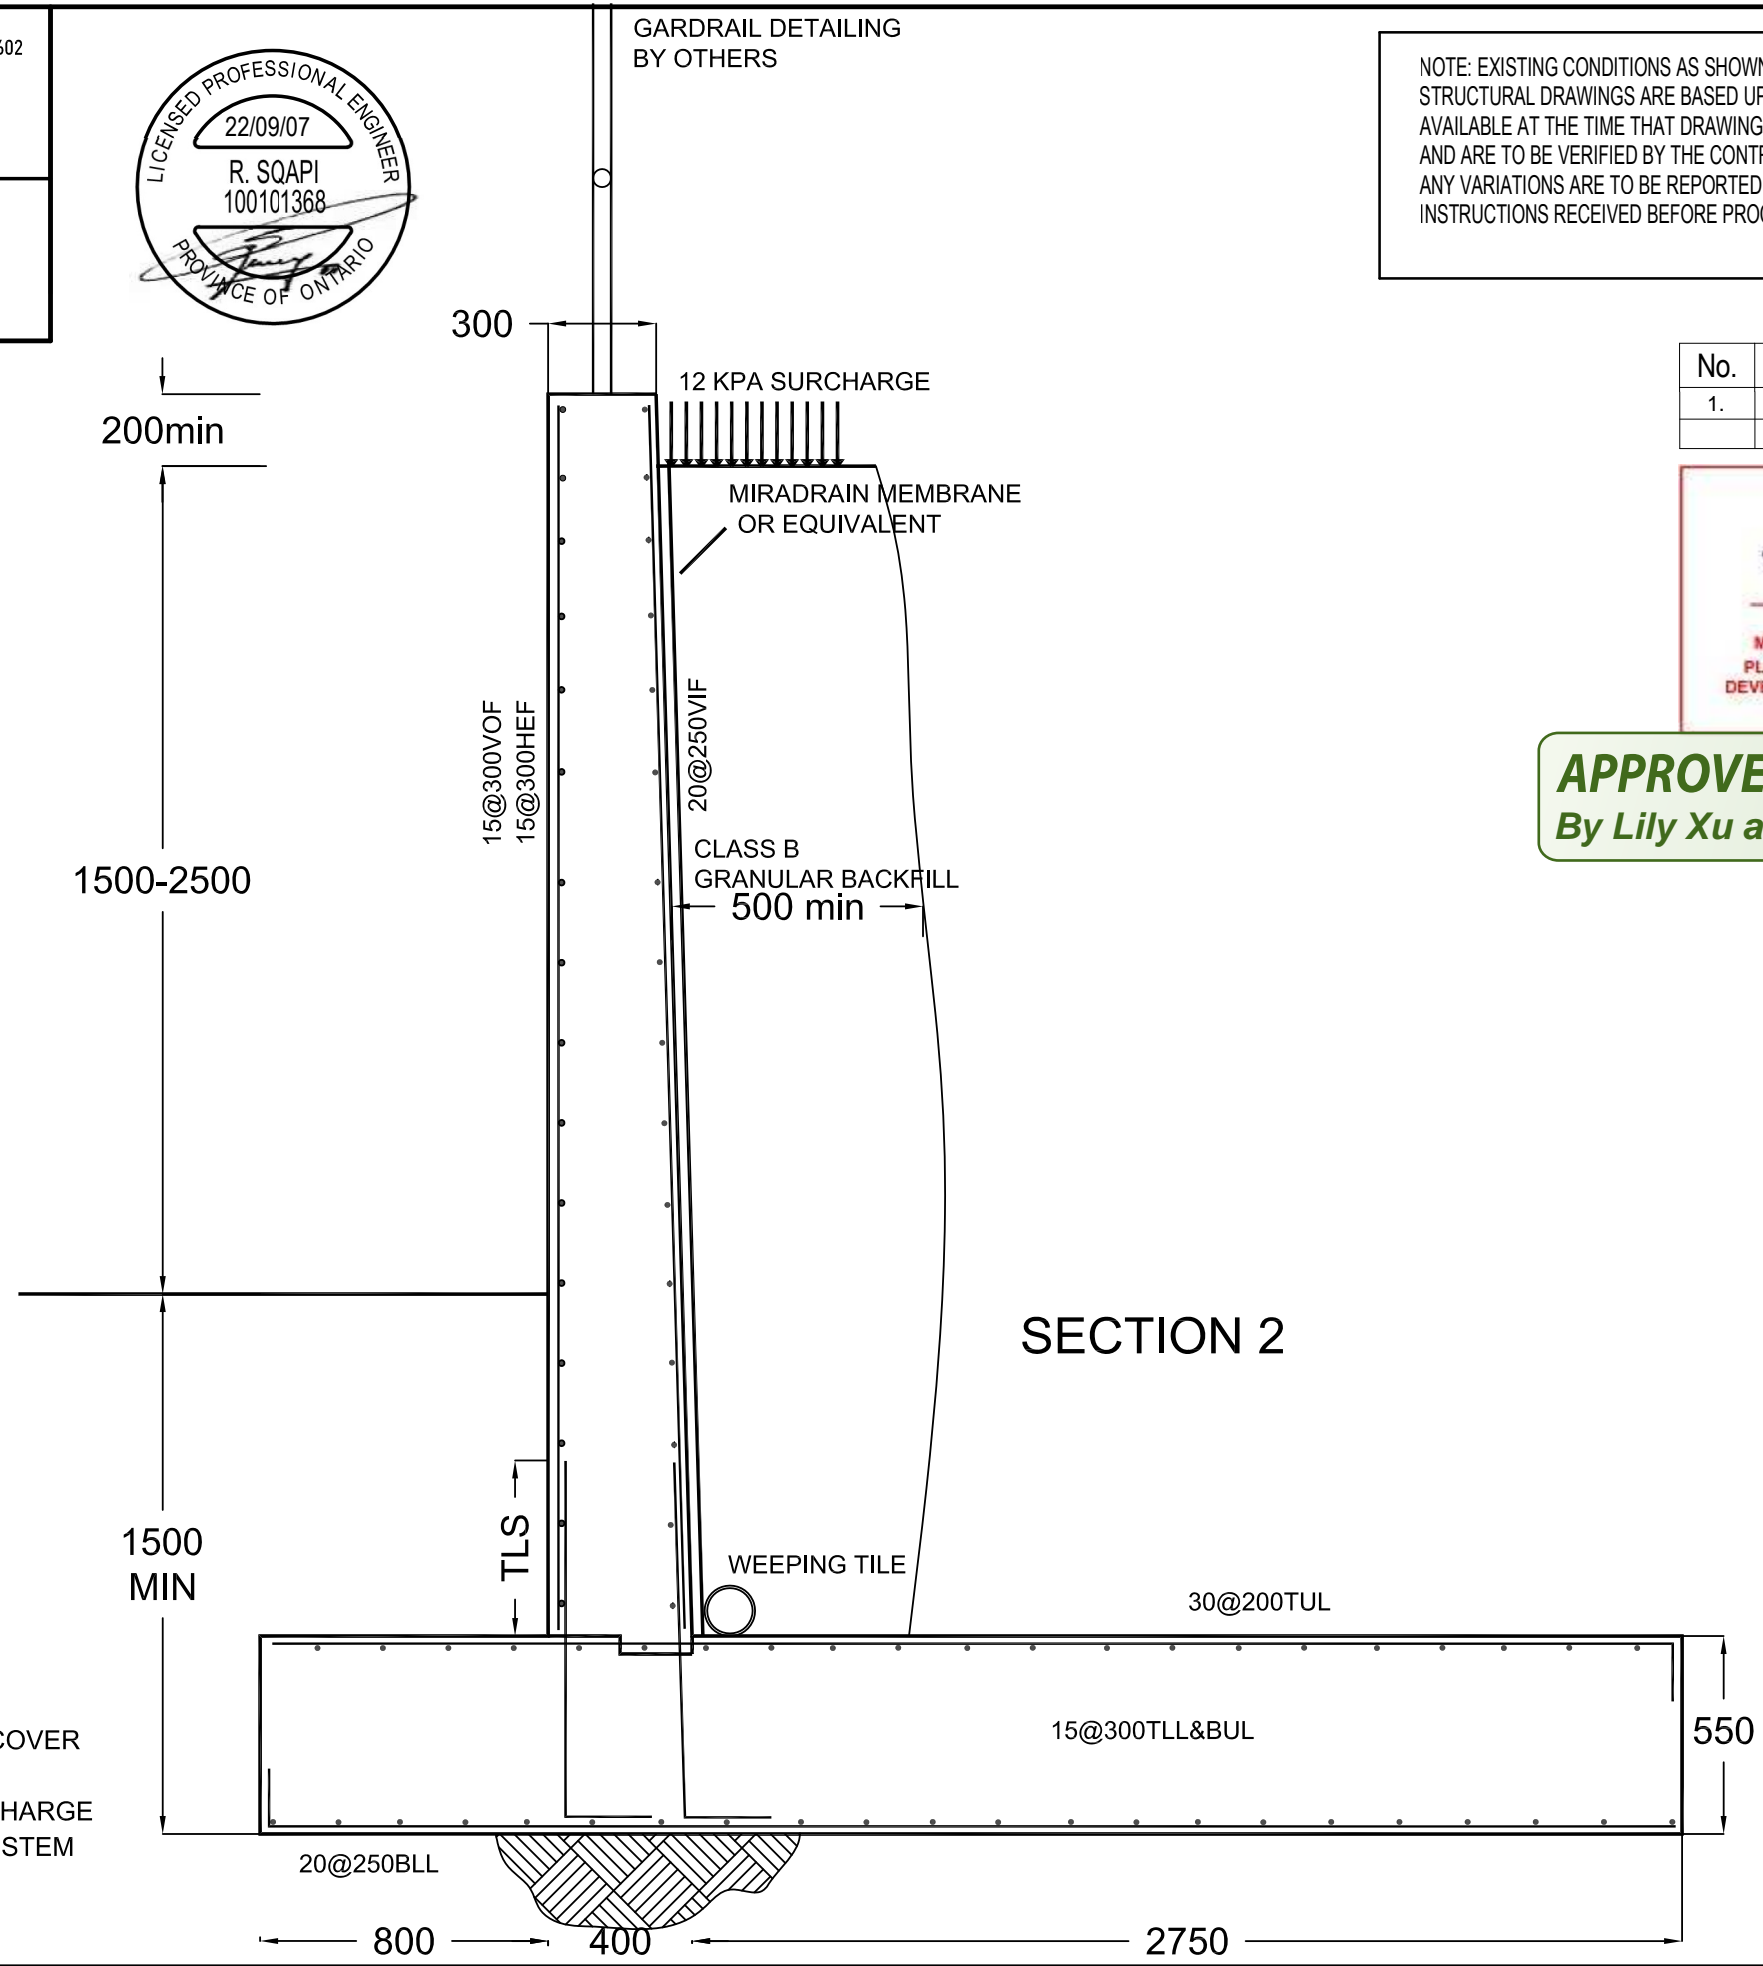 602
LICENSED PROFESSIONAL ENGINEER
22/09/07
R. SQAPI
100101368
PROVINCE OF ONTARIO
GARDRAIL DETAILING
BY OTHERS
NOTE: EXISTING CONDITIONS AS SHOWN
STRUCTURAL DRAWINGS ARE BASED UP
AVAILABLE AT THE TIME THAT DRAWING
AND ARE TO BE VERIFIED BY THE CONTR
ANY VARIATIONS ARE TO BE REPORTED
INSTRUCTIONS RECEIVED BEFORE PROC
300
12 KPA SURCHARGE
No.
1.
200min
MIRADRAIN MEMBRANE
OR EQUIVALENT
PL
DEV
APPROVE
By Lily Xu a
15@300VOF
15@300HEF
20@250VIF
1500-2500
CLASS B
GRANULAR BACKFILL
500 min
SECTION 2
TLS
1500
MIN
WEEPING TILE
30@200TUL
15@300TLL&BUL
550
COVER
HARGE
STEM
20@250BLL
800
400
2750